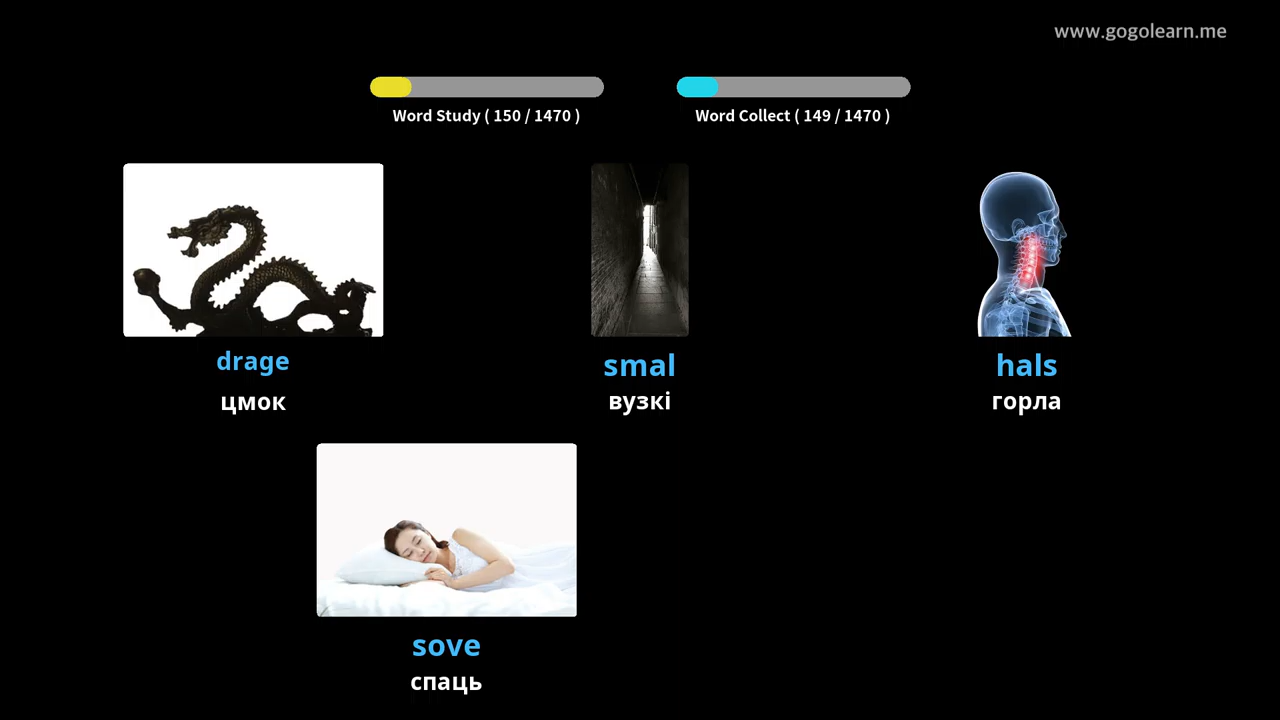 www.gogolearn.me
Word Study ( 150 / 1470 )
Word Collect ( 149 / 1470 )
drage
цмок
smal
вузкі
hals
горла
sove
спаць